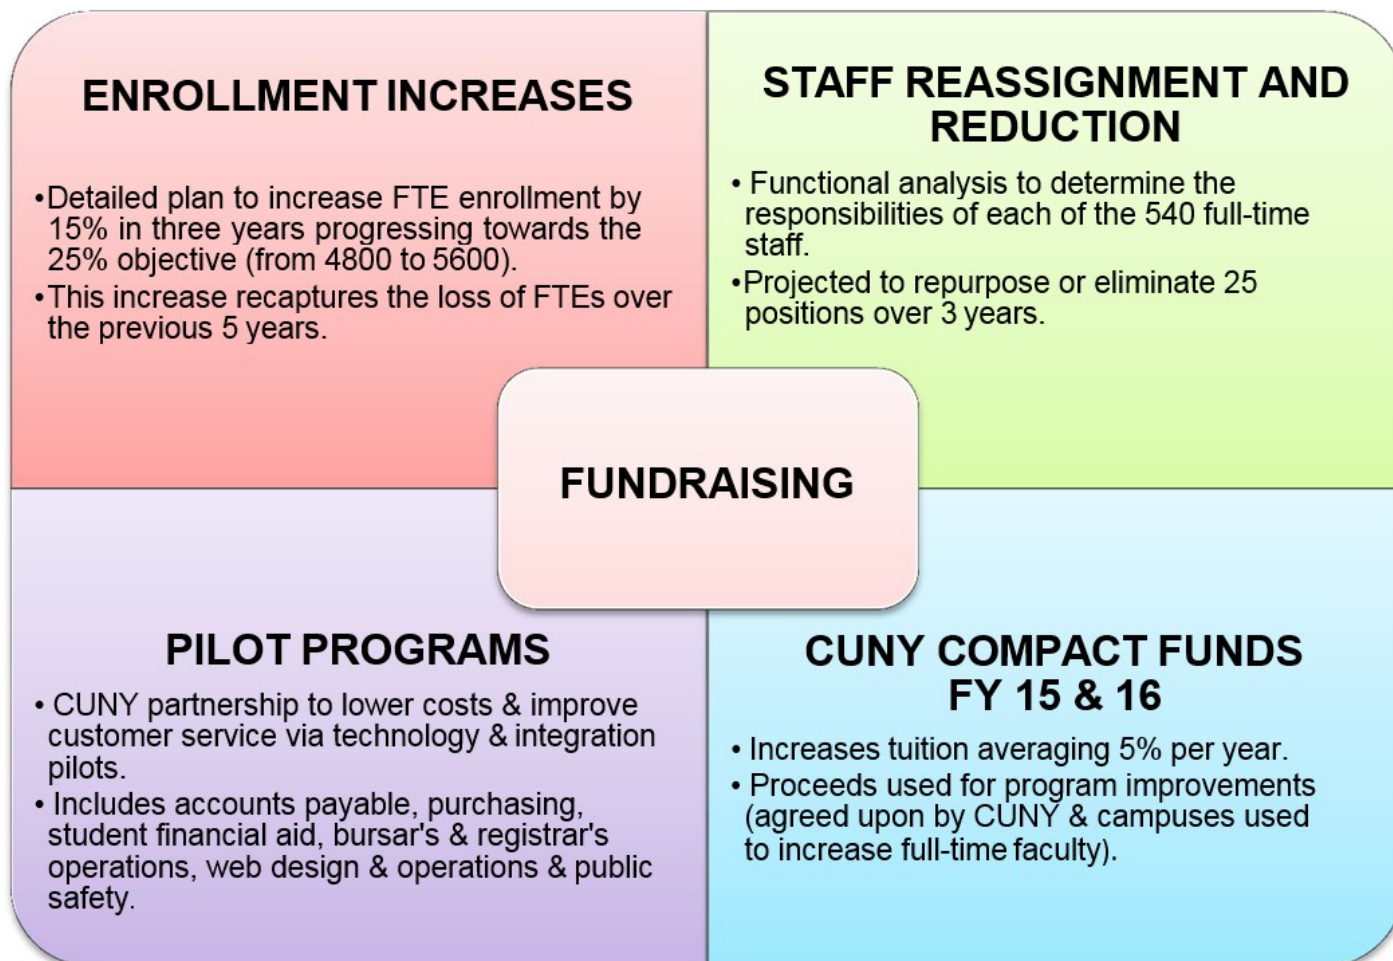 ENROLLMENT INCREASES
•Detailed plan to increase FTE enrollment by
15% in three years progressing towards the
25% objective (from 4800 to 5600).
•This increase recaptures the loss of FTEs over
the previous 5 years.
STAFF REASSIGNMENT AND
REDUCTION
• Functional analysis to determine the
responsibilities of each of the 540 full-time
staff.
•Projected to repurpose or eliminate 25
positions over 3 years.
FUNDRAISING
PILOT PROGRAMS
• CUNY partnership to lower costs & improve
customer service via technology & integration
pilots.
• Includes accounts payable, purchasing,
student financial aid, bursar's & registrar's
operations, web design & operations & public
safety.
CUNY COMPACT FUNDS
FY 15 & 16
• Increases tuition averaging 5% per year.
• Proceeds used for program improvements
(agreed upon by CUNY & campuses used
to increase full-time faculty).